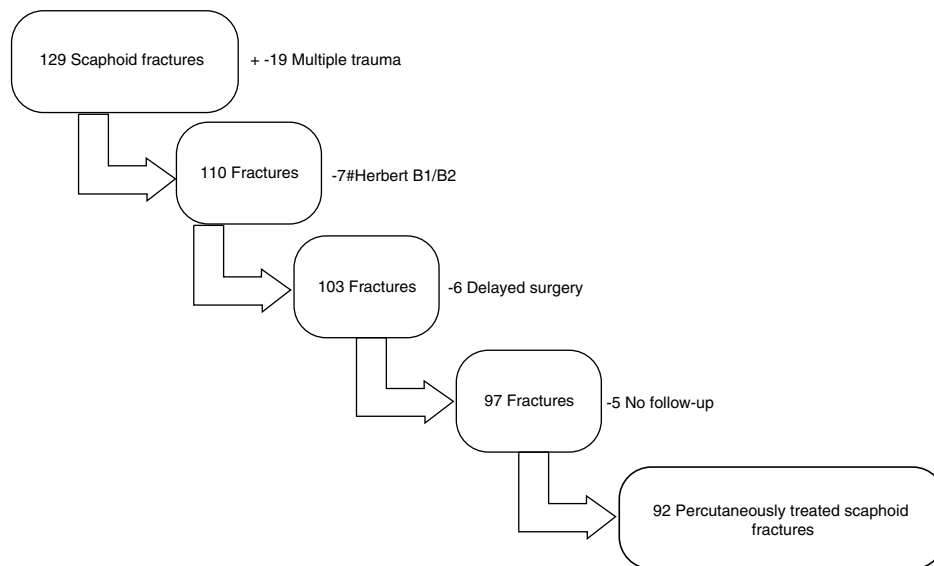 129 Scaphoid fractures
+ -19 Multiple trauma
110 Fractures
-7#Herbert B1/B2
103 Fractures
-6 Delayed surgery
97 Fractures
-5 No follow-up
92 Percutaneously treated scaphoid
fractures